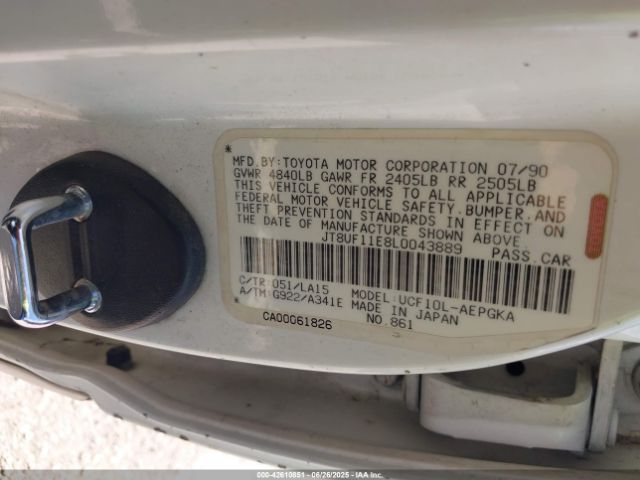 MFD.BY:TOYOTA MOTOR CORPORATION 07/90
GVWR 4840LB GAWR FR 2405LB RR 2505LB
THIS VEHICLE CONFORMS TO ALL APPLICABLE
FEDERAL MOTOR VEHICLE SAFETY,BUMPER,AND
THEFT PREVENTION STANDARDS IN EFFECT ON
THE DATE OF MANUFACTURE SHOWN ABOVE.
JT8UF11E8L0043889 PASS.CAR
C/TR:051/LA15 MODEL:UCF10L-AEPGKA
A/TM:G922/A341E MADE IN JAPAN
CA00061826 NO.861
000-42610851 - 06/26/2025 - IAA Inc.